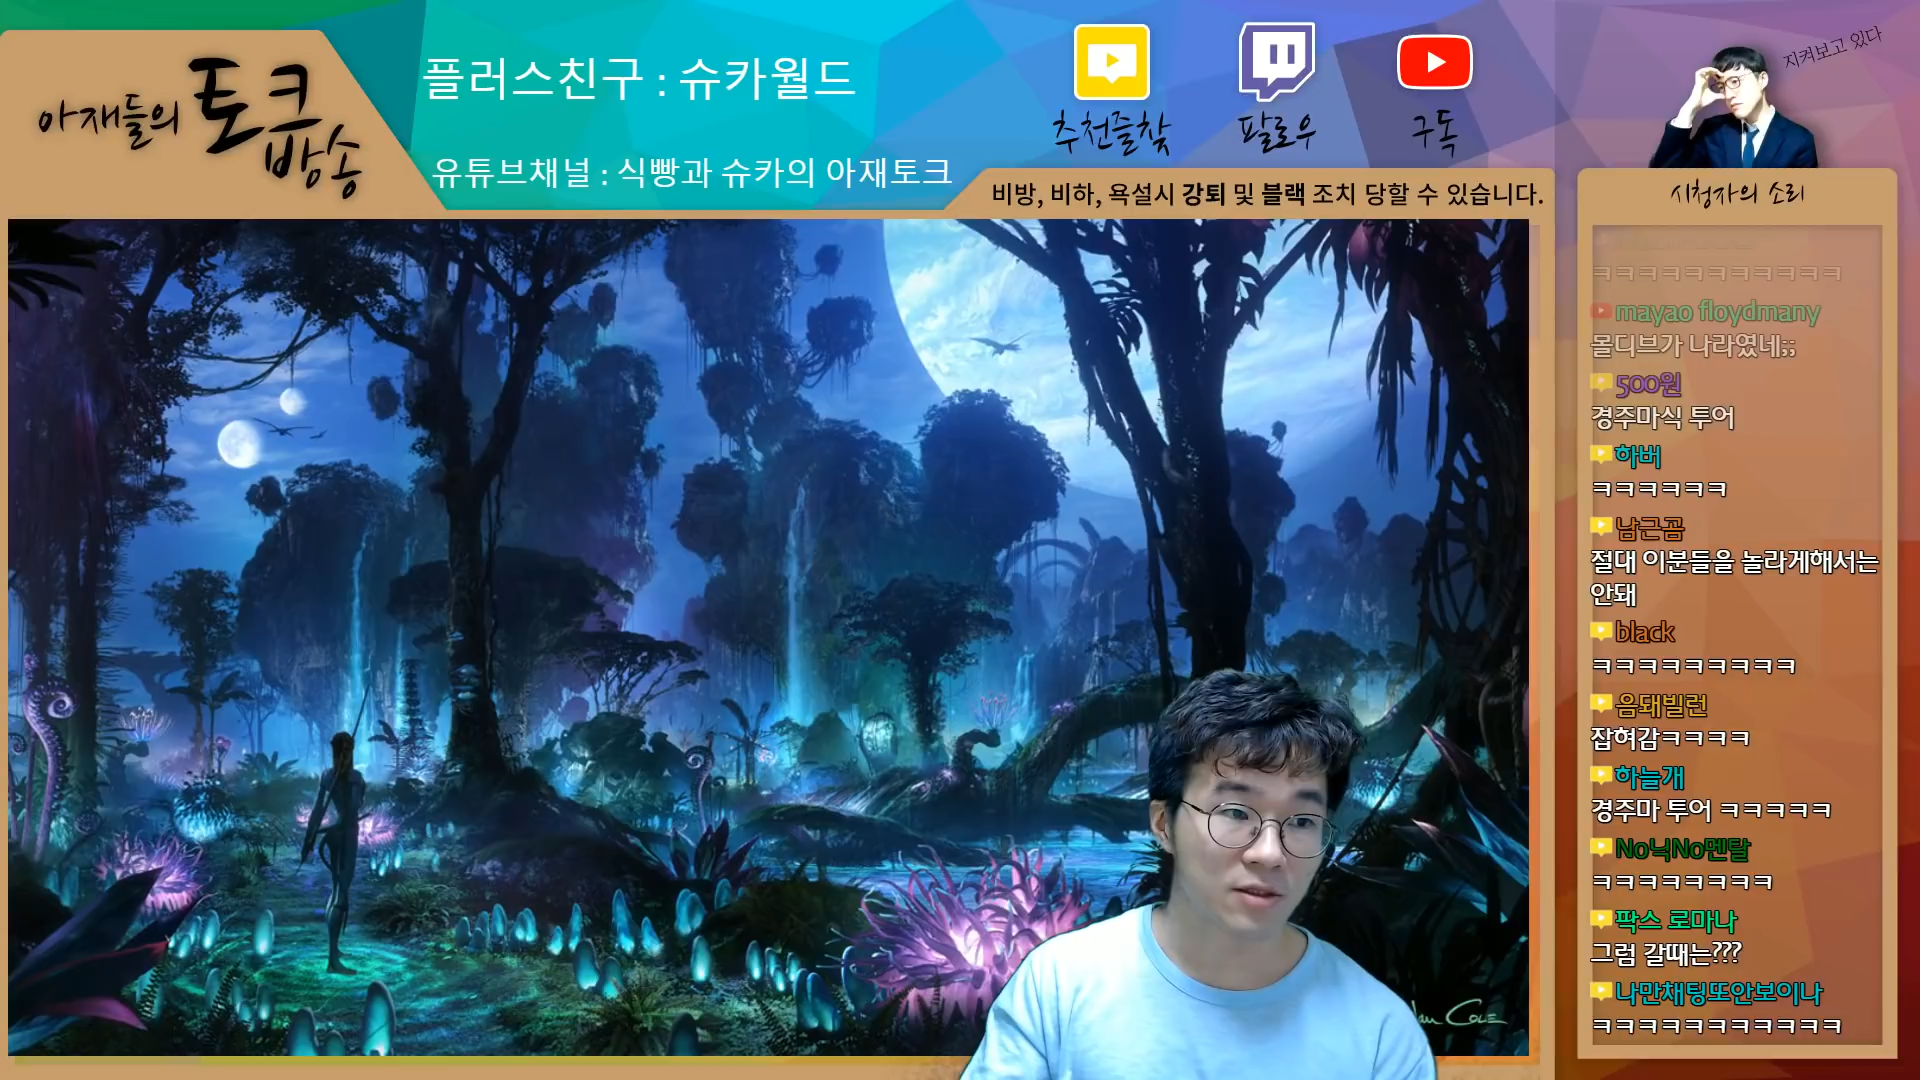 아재들의 토크
방송
플러스친구 : 슈카월드
유튜브채널 : 식빵과 슈카의 아재토크
추천즐찾
팔로우
구독
비방, 비하, 욕설시 강퇴 및 블랙 조치 당할 수 있습니다.
지켜보고 있다
시청자의 소리
ㅋㅋㅋㅋㅋㅋㅋㅋㅋㅋㅋ
mayao floydmany
몰디브가 나라였네;;
500원
경주마식 투어
하버
ㅋㅋㅋㅋㅋㅋ
남근곰
절대 이분들을 놀라게해서는
안돼
black
ㅋㅋㅋㅋㅋㅋㅋㅋㅋ
음돼빌런
잡혀감ㅋㅋㅋㅋ
하늘개
경주마 투어 ㅋㅋㅋㅋㅋ
No닉No멘탈
ㅋㅋㅋㅋㅋㅋㅋㅋ
팍스 로마나
그럼 갈때는???
나만채팅또안보이나
ㅋㅋㅋㅋㅋㅋㅋㅋㅋㅋㅋ
Cole